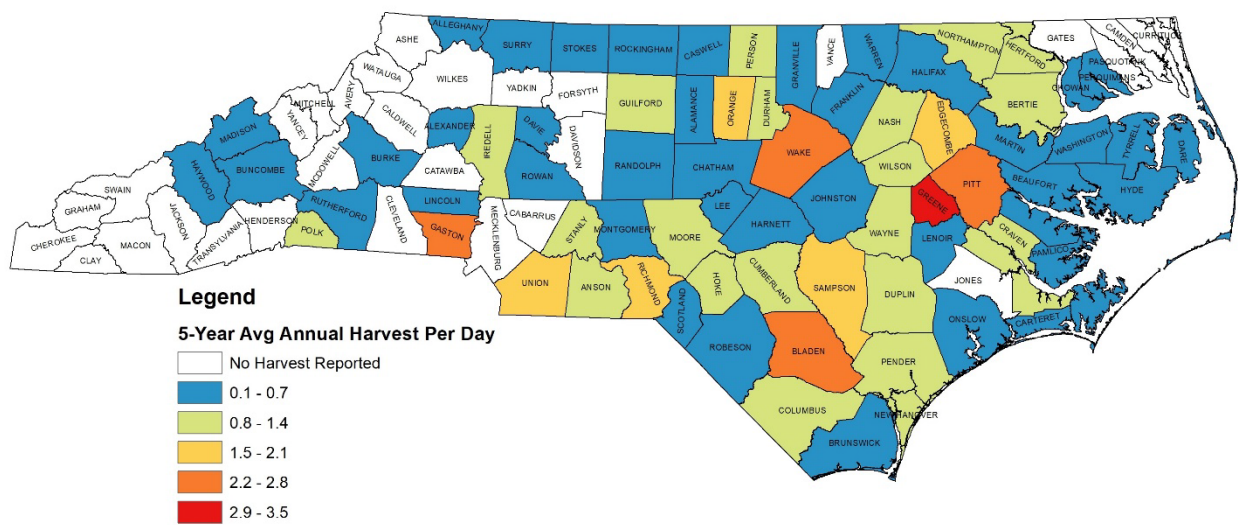 ALLEGHANY
ASHE
SURRY
STOKES
ROCKINGHAM
CASWELL
PERSON
GRANVILLE
VANCE
WARREN
NORTHAMPTON
HERTFORD
GATES
CAMDEN
CURRITUCK
PASQUOTANK
PERQUIMANS
CHOWAN
HALIFAX
BERTIE
WATAUGA
WILKES
YADKIN
FORSYTH
GUILFORD
ALAMANCE
ORANGE
DURHAM
FRANKLIN
NASH
EDGECOMBE
MARTIN
WASHINGTON
TYRRELL
DARE
MITCHELL
AVERY
YANCEY
CALDWELL
ALEXANDER
IREDELL
DAVIE
DAVIDSON
RANDOLPH
CHATHAM
WAKE
WILSON
PITT
BEAUFORT
HYDE
MADISON
HAYWOOD
BUNCOMBE
MCDOWELL
BURKE
CATAWBA
ROWAN
LINCOLN
LEE
JOHNSTON
GREENE
SWAIN
GRAHAM
CHEROKEE
CLAY
MACON
JACKSON
TRANSYLVANIA
HENDERSON
RUTHERFORD
POLK
CLEVELAND
GASTON
MECKLENBURG
CABARRUS
STANLY
MONTGOMERY
MOORE
HARNETT
WAYNE
LENOIR
CRAVEN
PAMLICO
JONES
UNION
ANSON
RICHMOND
HOKE
CUMBERLAND
SAMPSON
DUPLIN
ONSLOW
CARTERET
SCOTLAND
ROBESON
BLADEN
PENDER
COLUMBUS
NEW HANOVER
BRUNSWICK
Legend
5-Year Avg Annual Harvest Per Day
No Harvest Reported
0.1 - 0.7
0.8 - 1.4
1.5 - 2.1
2.2 - 2.8
2.9 - 3.5